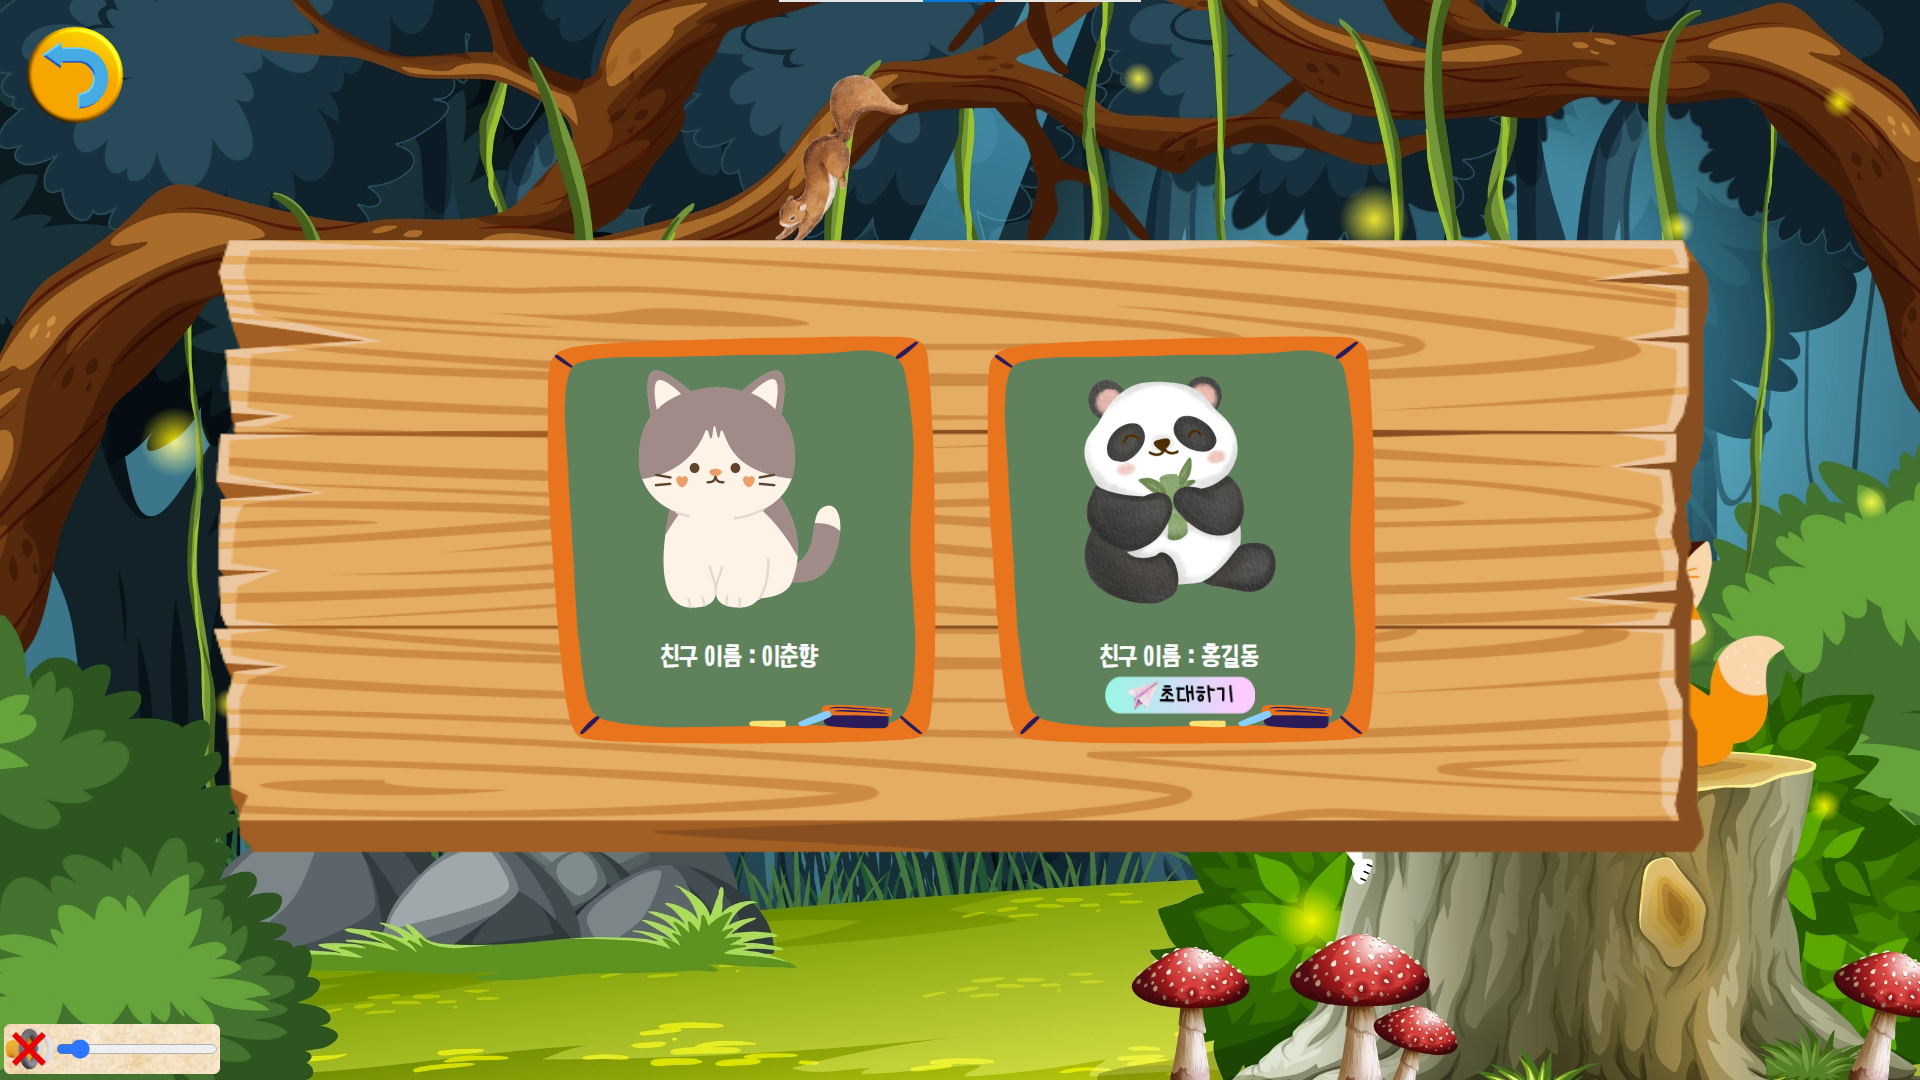 친구 이름 : 이춘향
친구 이름 : 홍길동
초대하기